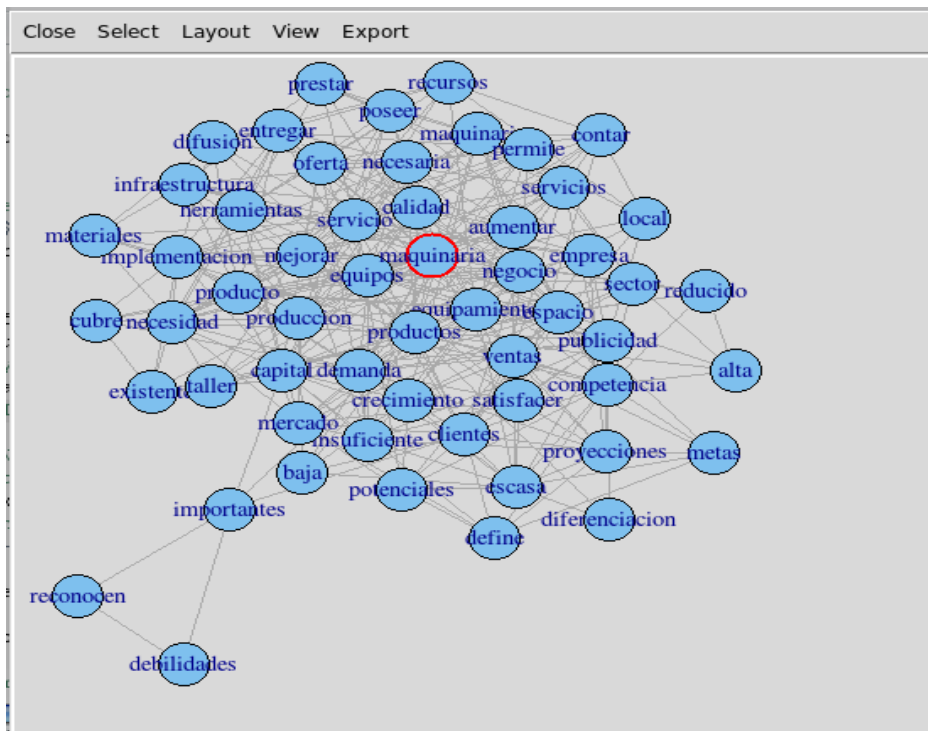 Close Select Layout View Export
prestar
recursos
poseer
entregar
maquinari
contar
difusion
permite
oferta
necesaria
infraestructura
servicios
herramientas
calidad
servicio
local
aumentar
materiales
implementacion
mejorar
maquinaria
empresa
equipos
negocio
sector
producto
reducido
equipamiento
espacio
cubre
necesidad
produccion
productos
publicidad
ventas
capital
demanda
alta
existente
taller
competencia
crecimiento
satisfacer
mercado
insuficiente
clientes
proyecciones
metas
baja
potenciales
escasa
importantes
diferenciacion
define
reconocen
debilidades